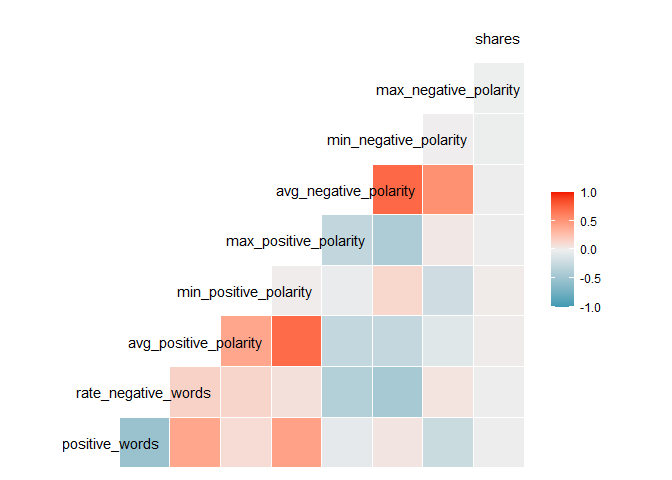 shares
max_negative_polarity
min_negative_polarity
avg_negative_polarity
max_positive_polarity
min_positive_polarity
avg_positive_polarity
rate_negative_words
positive_words
1.0
0.5
0.0
-0.5
-1.0